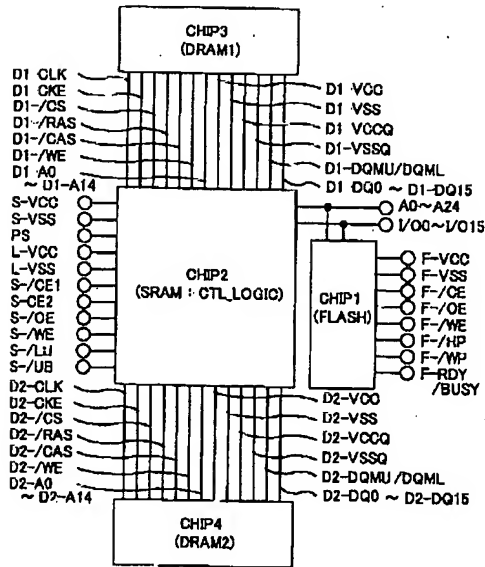 CHIP3
(DRAM1)
D1-CLK
D1-CKE
D1-/CS
D1-/RAS
D1-/CAS
D1-/WE
D1-A0
~ D1-A14
D1-VCC
D1-VSS
D1-VCCQ
D1-VSSQ
D1-DQMU/DQML
D1-DQ0 ~ D1-DQ15
A0~A24
I/O0~I/O15
S-VCC
S-VSS
PS
L-VCC
L-VSS
S-/CE1
S-CE2
S-/OE
S-/WE
S-/LB
S-/UB
CHIP2
(SRAM : CTL_LOGIC)
CHIP1
(FLASH)
F-VCC
F-VSS
F-/CE
F-/OE
F-/WE
F-/HP
F-/WP
F-RDY
/BUSY
D2-CLK
D2-CKE
D2-/CS
D2-/RAS
D2-/CAS
D2-/WE
D2-A0
~ D2-A14
D2-VCC
D2-VSS
D2-VCCQ
D2-VSSQ
D2-DQMU/DQML
D2-DQ0 ~ D2-DQ15
CHIP4
(DRAM2)